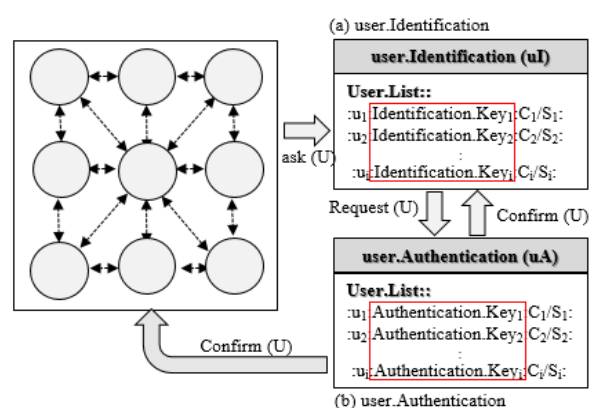 (a) user.Identification
user.Identification (uI)
User.List::
:u₁:Identification.Key₁:C₁/S₁:
:u₂:Identification.Key₂:C₂/S₂:
:
:uᵢ:Identification.Keyᵢ:Cᵢ/Sᵢ:
ask (U)
Request (U)
Confirm (U)
user.Authentication (uA)
User.List::
:u₁:Authentication.Key₁:C₁/S₁:
:u₂:Authentication.Key₂:C₂/S₂:
:
:uᵢ:Authentication.Keyᵢ:Cᵢ/Sᵢ:
Confirm (U)
(b) user.Authentication